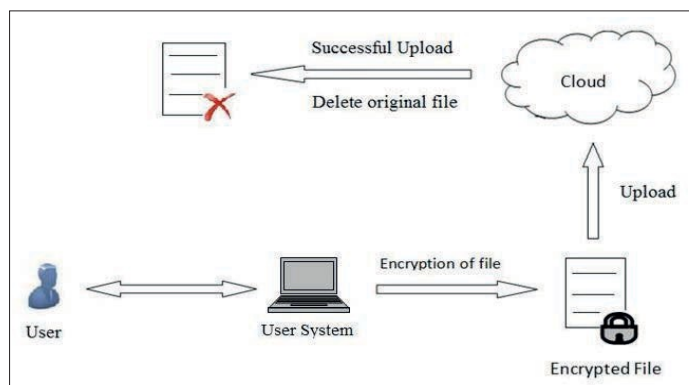 Successful Upload
Delete original file
Cloud
Upload
Encryption of file
User
User System
Encrypted File